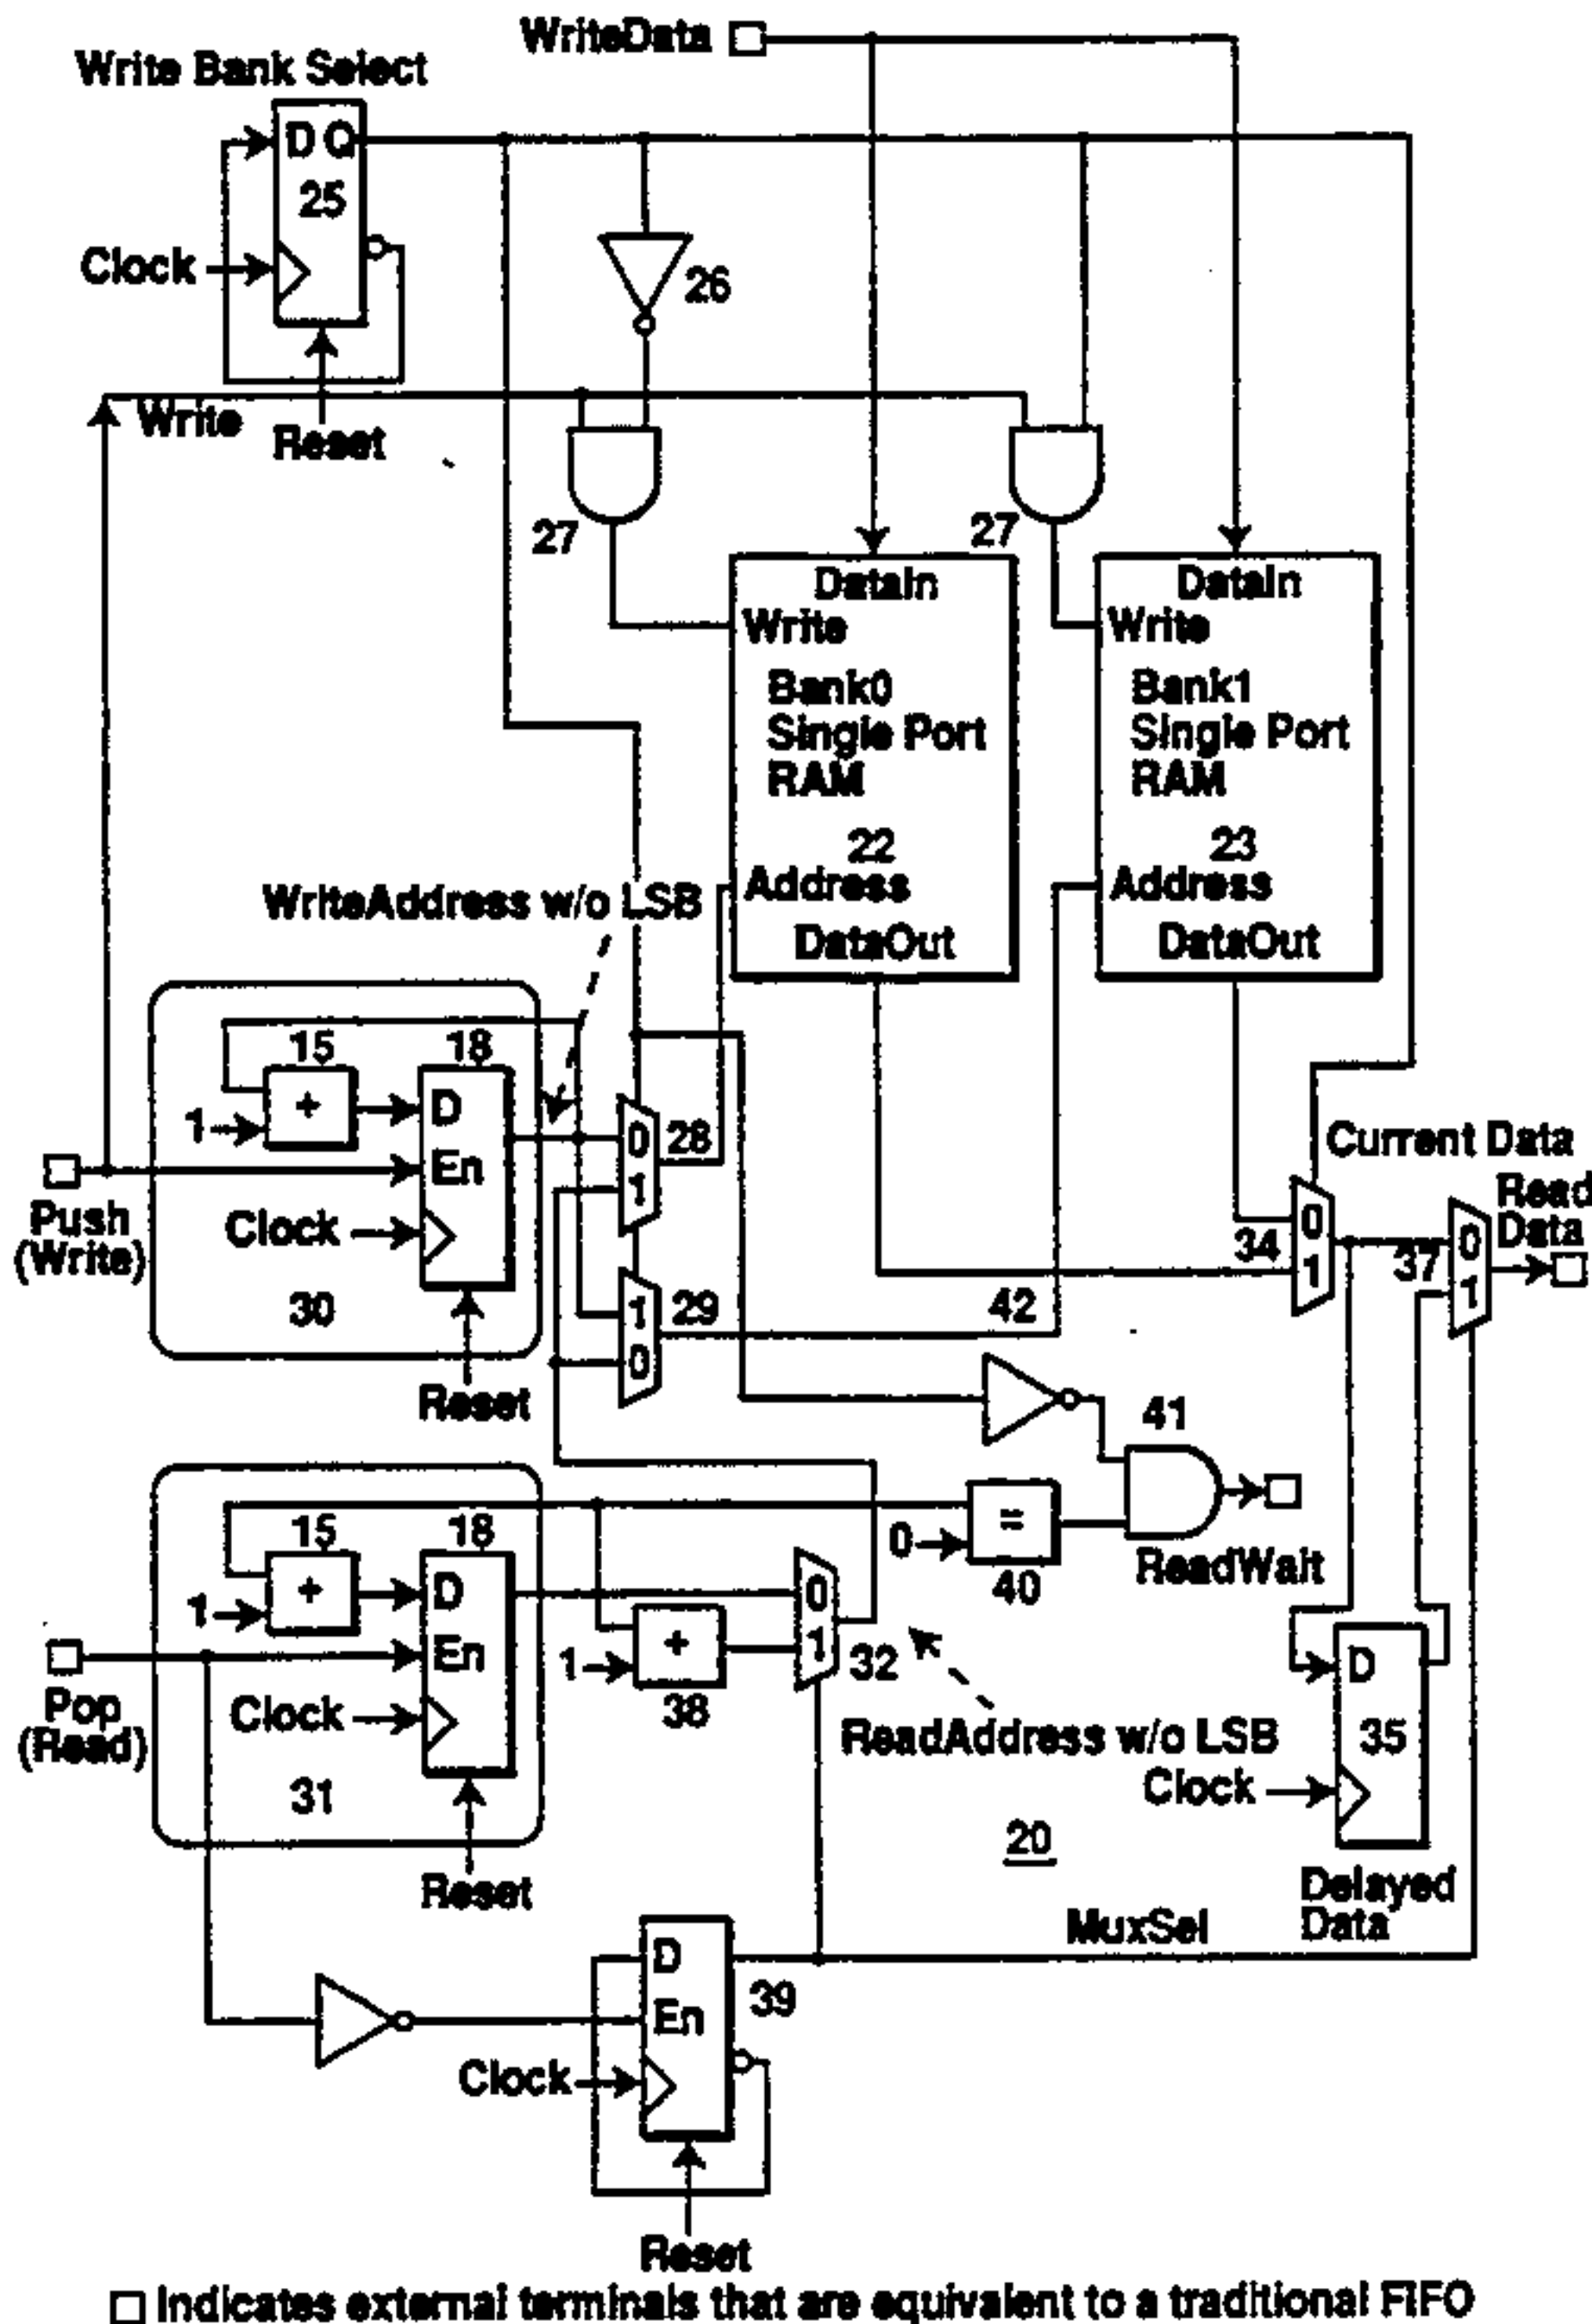 WriteData
Write Bank Select
D Q
25
Clock
26
Write
Reset
27
27
DataIn
Write
Bank0
Single Port
RAM
22
Address
DataOut
DataIn
Write
Bank1
Single Port
RAM
23
Address
DataOut
WriteAddress w/o LSB
15
18
+
1
D
En
Clock
Push
(Write)
30
Reset
0
1
28
1
0
29
42
Current Data
Read
Data
0
1
34
37
0
1
41
15
18
+
1
D
En
Clock
Pop
(Read)
31
Reset
=
0
40
ReadWait
+
1
38
0
1
32
ReadAddress w/o LSB
D
35
Clock
20
Delayed
Data
MuxSel
D
En
39
Clock
Reset
Indicates external terminals that are equivalent to a traditional FIFO